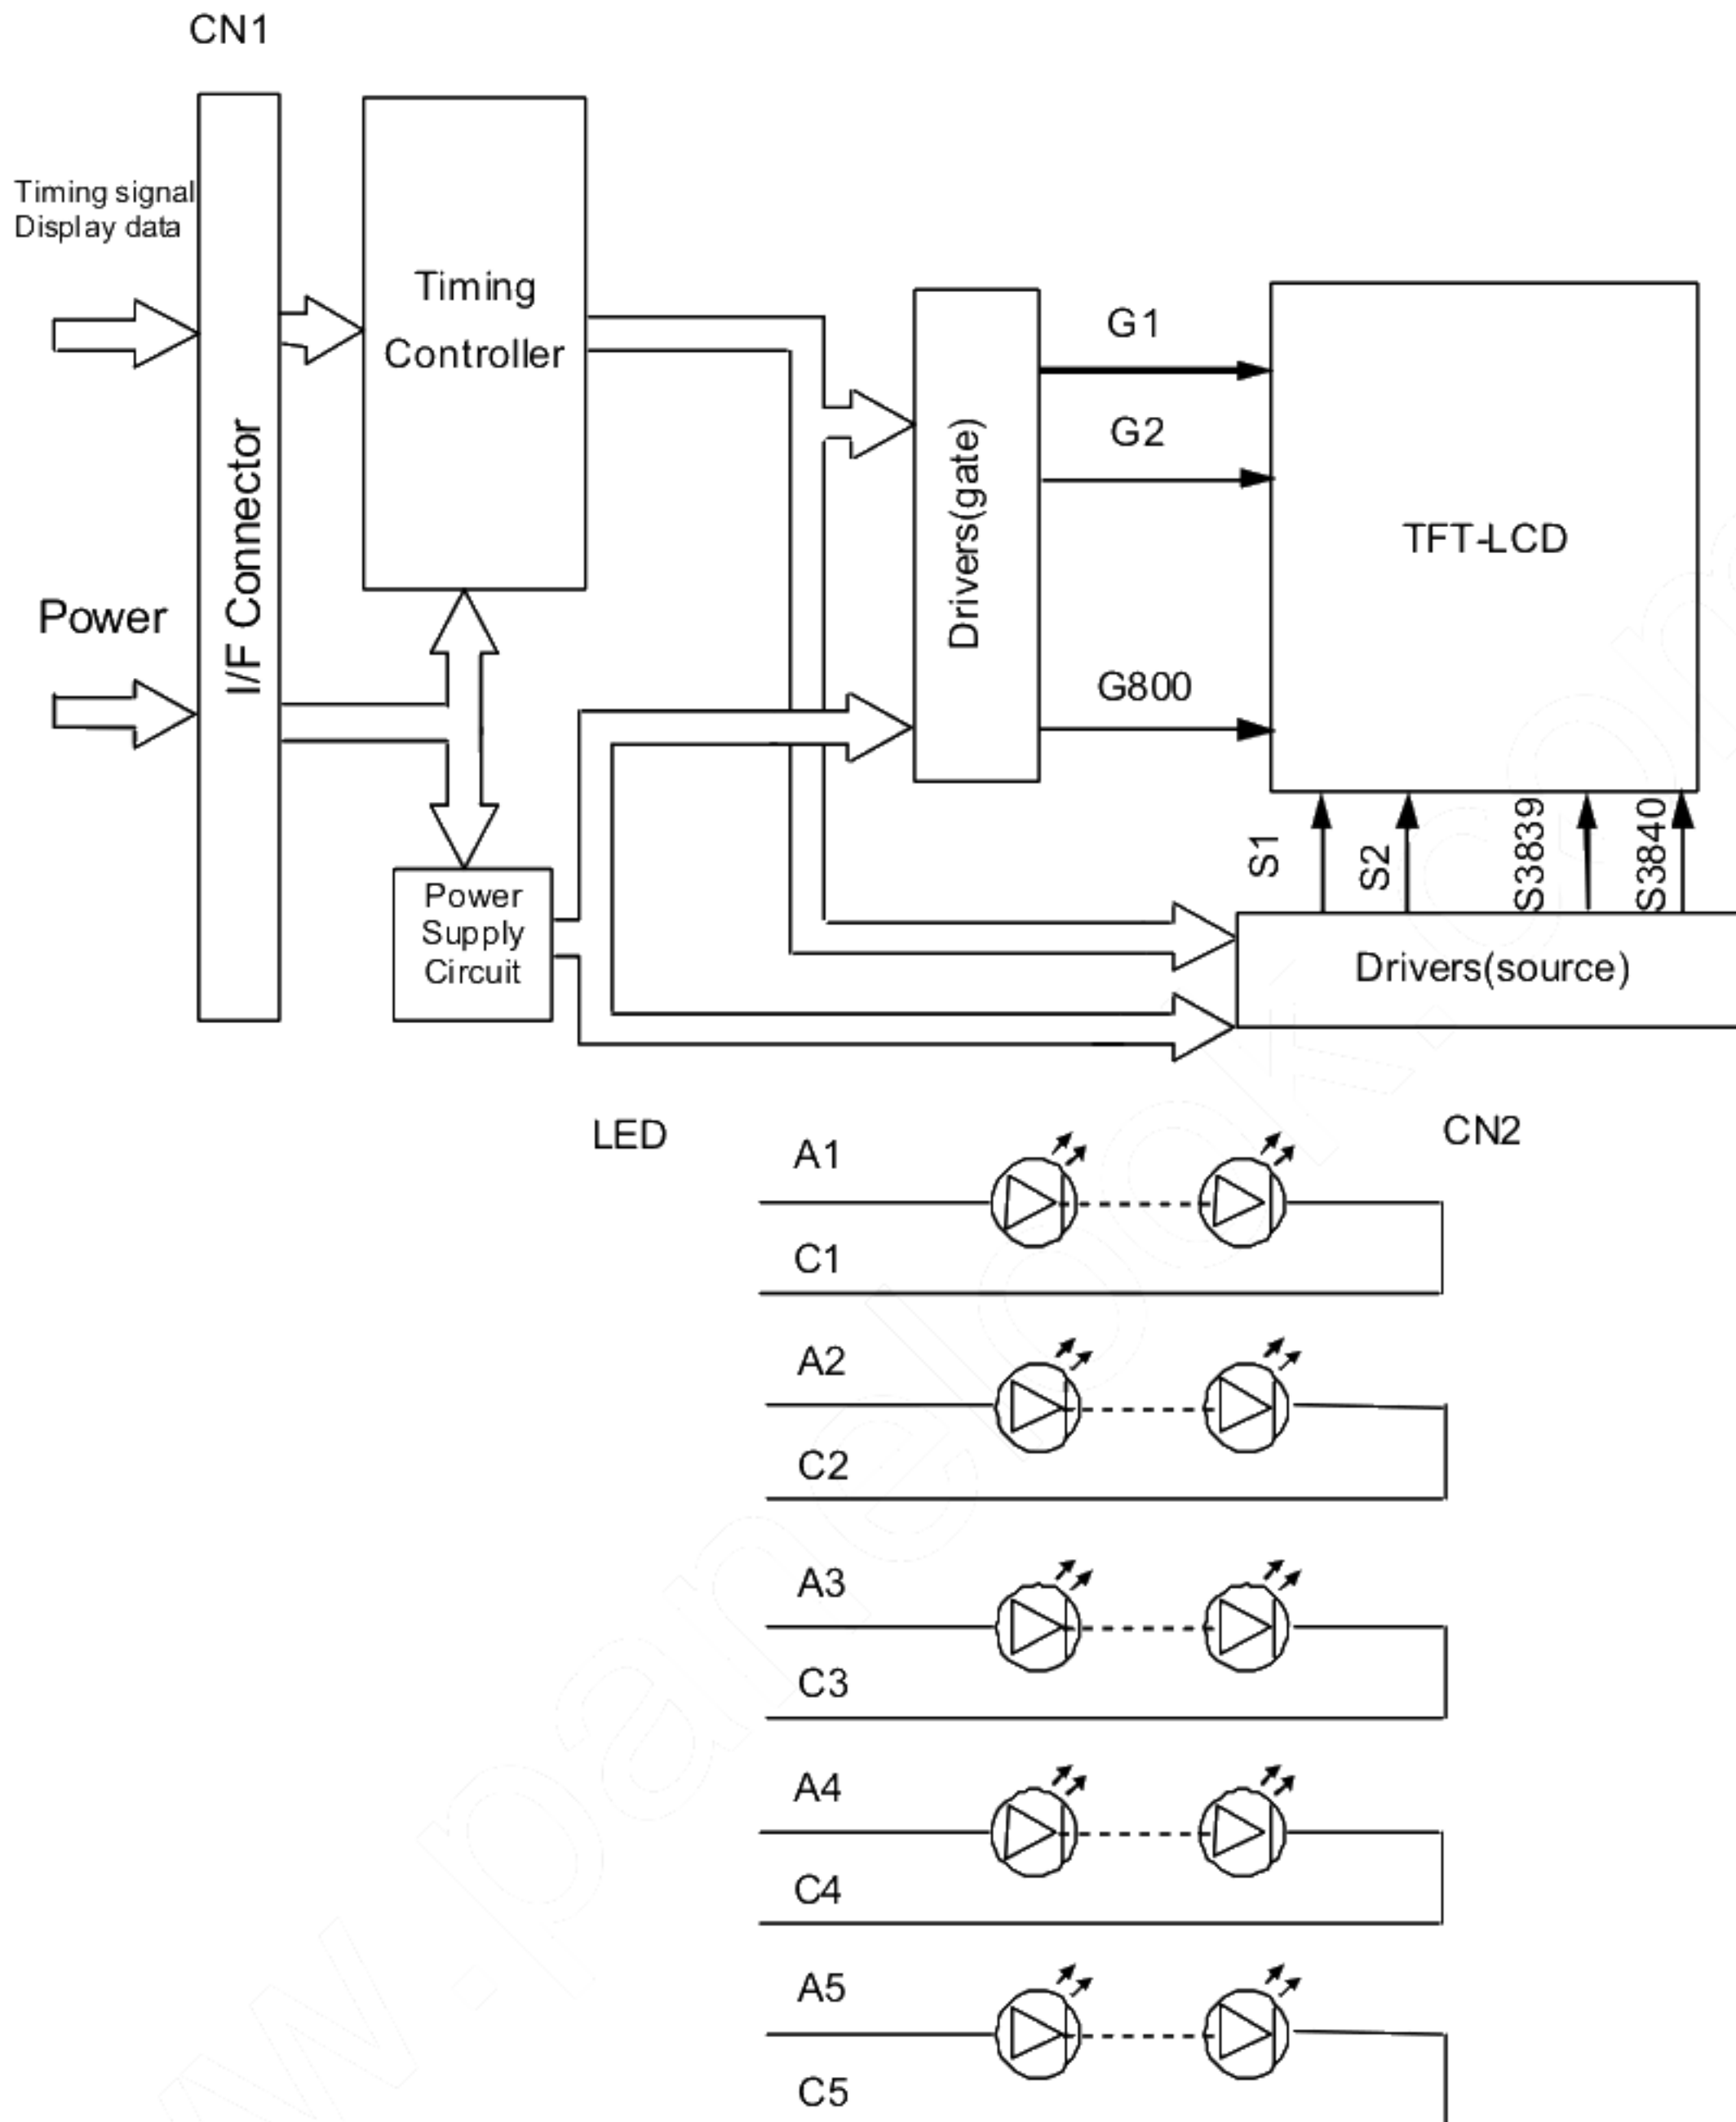 CN1
Timing signal
Display data
Power
I/F Connector
Timing
Controller
Power
Supply
Circuit
Drivers(gate)
G1
G2
G800
TFT-LCD
S1
S2
S3839
S3840
Drivers(source)
LED
CN2
A1
C1
A2
C2
A3
C3
A4
C4
A5
C5